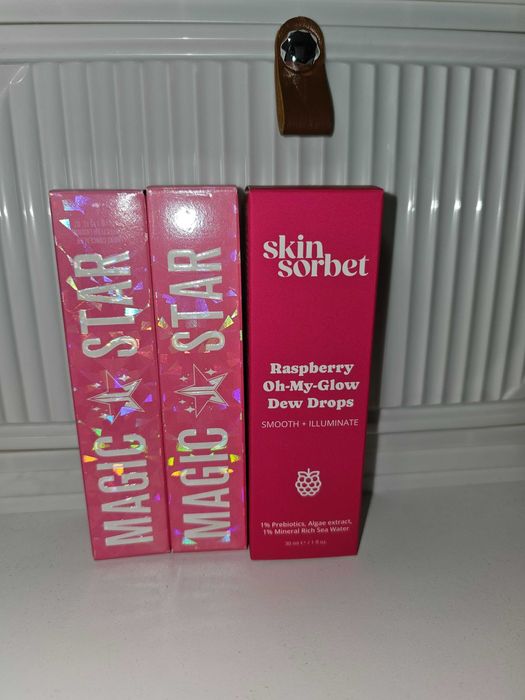 MAGIC STAR
MAGIC STAR
skin
sorbet
Raspberry
Oh-My-Glow
Dew Drops
SMOOTH + ILLUMINATE
1% Prebiotics, Algae extract,
1% Mineral Rich Sea Water
30 ml ℮ / 1 fl oz.